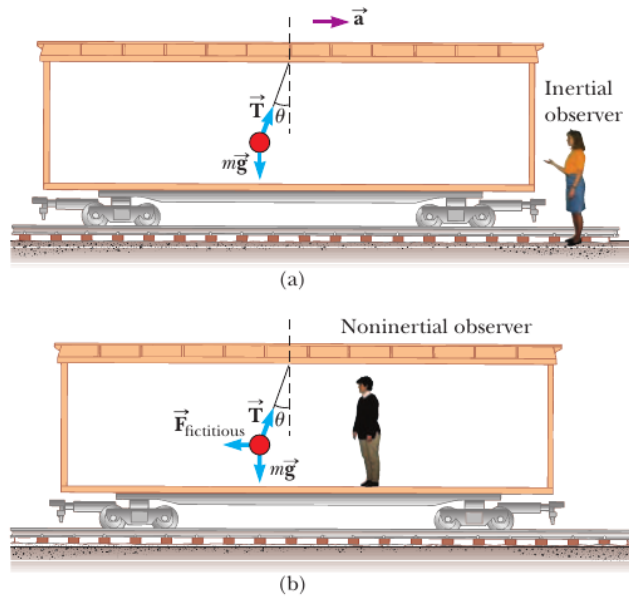 a⃗
Inertial
observer
T⃗
θ
mg⃗
(a)
Noninertial observer
T⃗
θ
F⃗fictitious
mg⃗
(b)